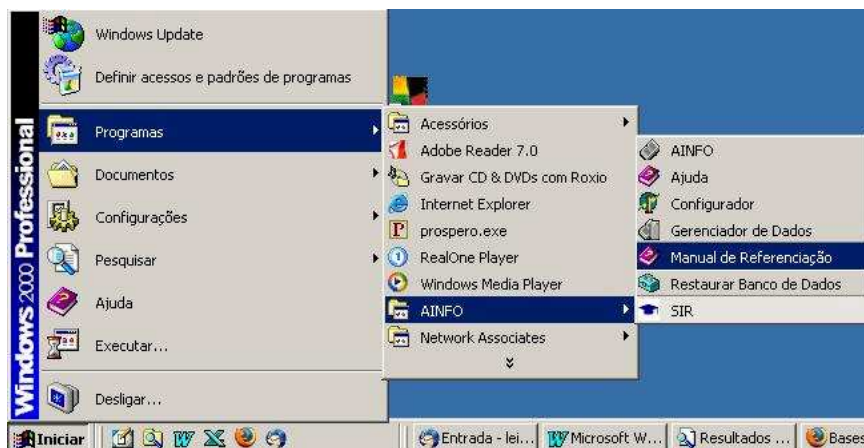 Windows Update
Definir acessos e padrões de programas
Programas
Documentos
Configurações
Pesquisar
Ajuda
Executar...
Desligar...
Windows 2000 Professional
Acessórios
Adobe Reader 7.0
Gravar CD & DVDs com Roxio
Internet Explorer
prospero.exe
RealOne Player
Windows Media Player
AINFO
Network Associates
AINFO
Ajuda
Configurador
Gerenciador de Dados
Manual de Referenciação
Restaurar Banco de Dados
SIR
Iniciar
Entrada - lei...
Microsoft W...
Resultados ...
Bases